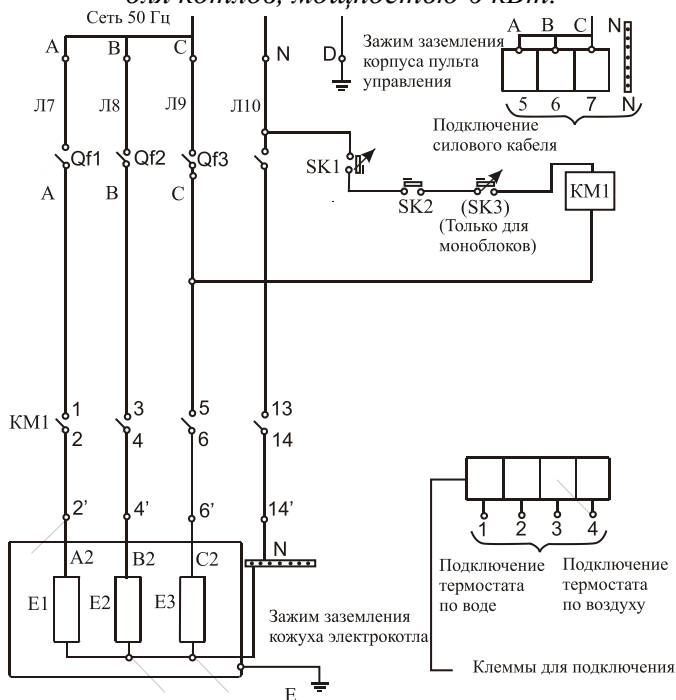 для котлов, мощностью 6 кВт.
Сеть 50 Гц
A B C N D
Зажим заземления
корпуса пульта
управления
A B C N
5 6 7 N
Подключение
силового кабеля
Л7 Л8 Л9 Л10
Qf1 Qf2 Qf3
SK1
SK2
(SK3)
(Только для
моноблоков)
КМ1
A B C
КМ1
1 3 5 13
2 4 6 14
2' 4' 6' 14'
N
A2 B2 C2
E1 E2 E3
Зажим заземления
кожуха электрокотла
E
1 2 3 4
Подключение
термостата
по воде
Подключение
термостата
по воздуху
Клеммы для подключения